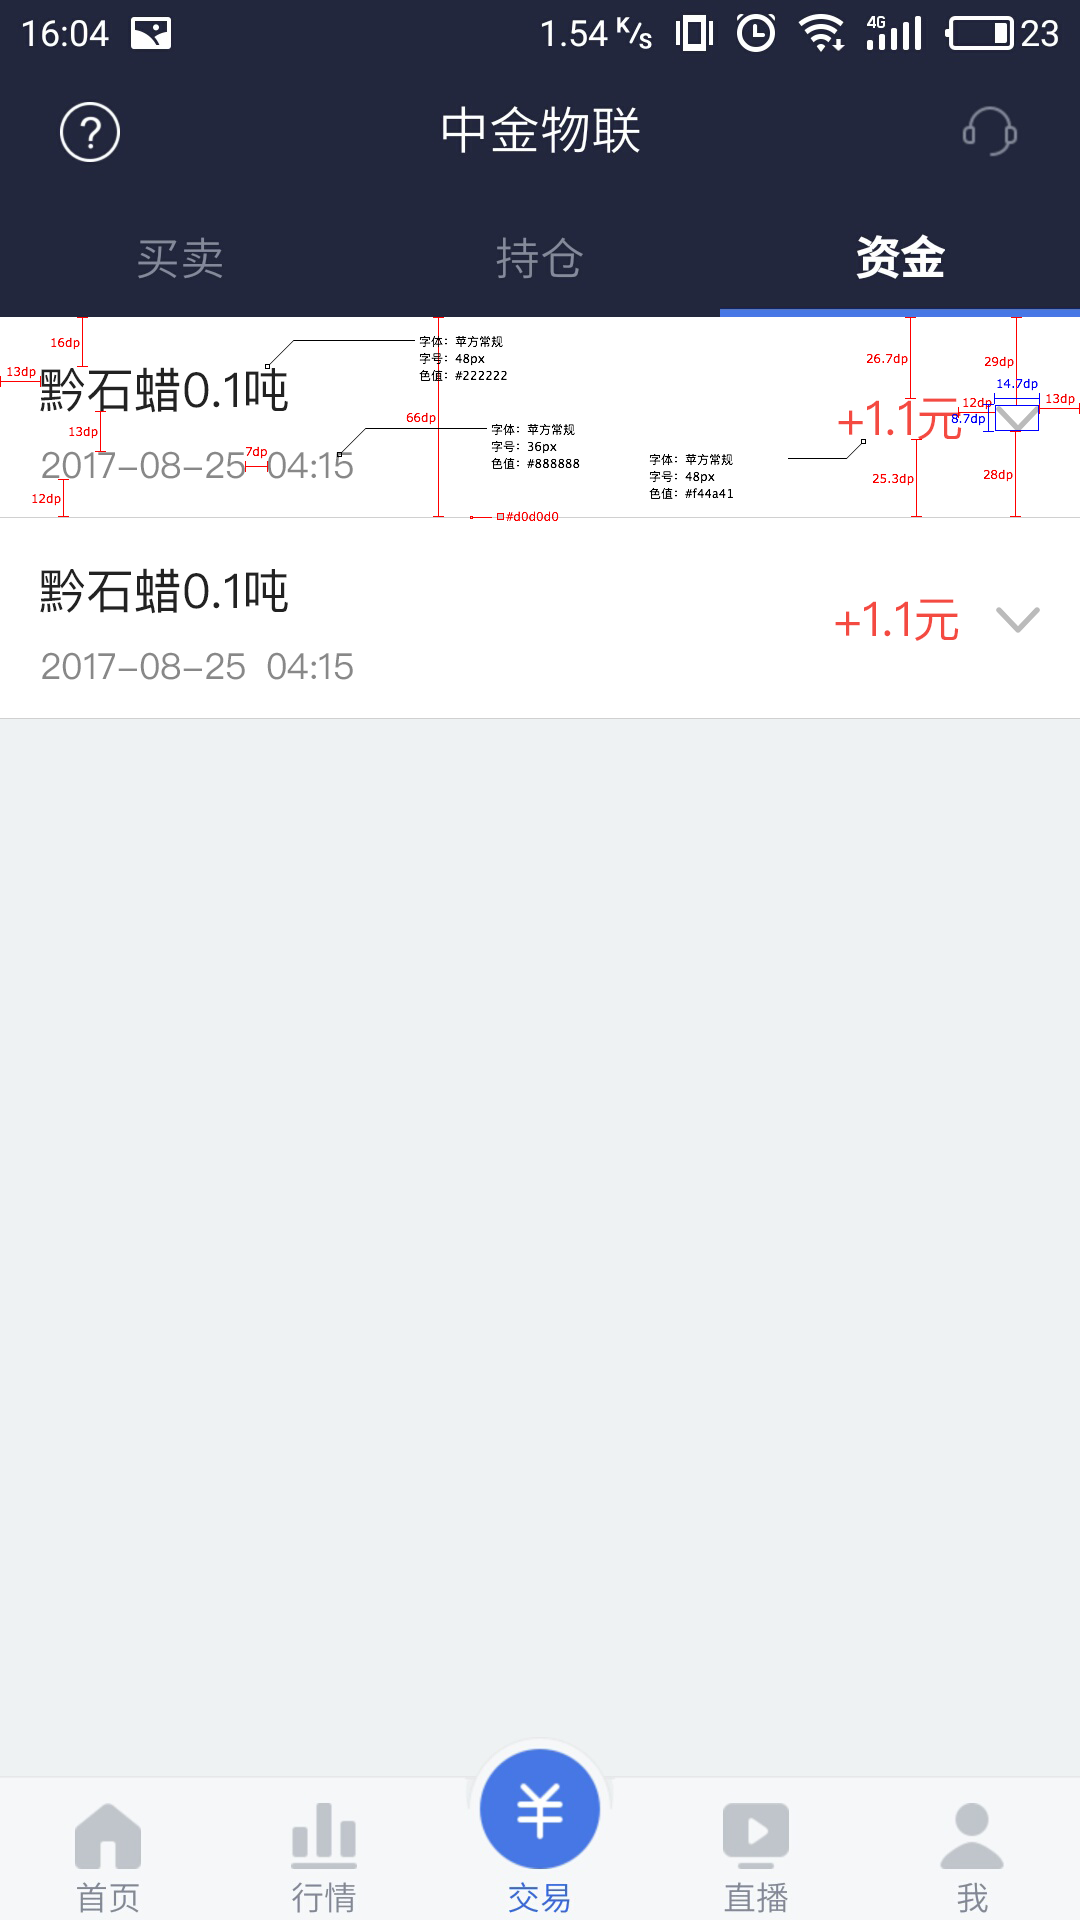 16:04 1.54 K/s 4G 23
? 中金物联
买卖 持仓 资金
16dp
13dp
黔石蜡0.1吨
字体：苹方常规
字号：48px
色值：#222222
26.7dp
29dp
14.7dp
13dp
12dp
8.7dp
+1.1元
66dp
13dp
2017-08-25 7dp 04:15
字体：苹方常规
字号：36px
色值：#888888
字体：苹方常规
字号：48px
色值：#f44a41
25.3dp
28dp
12dp
#d0d0d0
黔石蜡0.1吨
+1.1元
2017-08-25 04:15
首页 行情 交易 直播 我